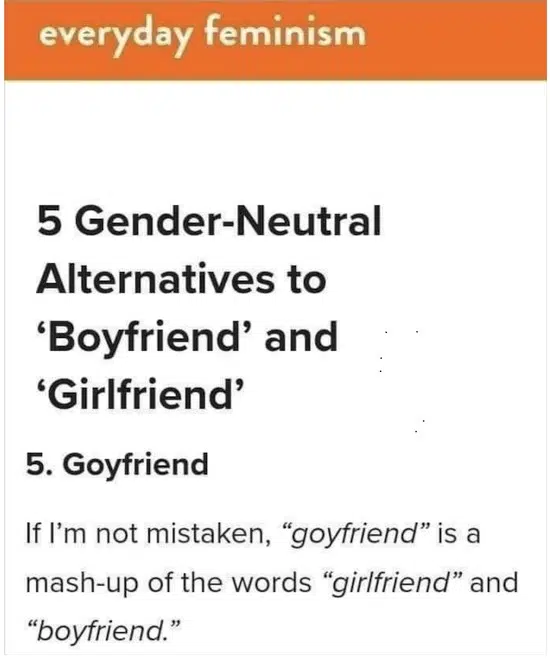 everyday feminism
5 Gender-Neutral
Alternatives to
‘Boyfriend’ and
‘Girlfriend’
5. Goyfriend
If I’m not mistaken, “goyfriend” is a
mash-up of the words “girlfriend” and
“boyfriend.”